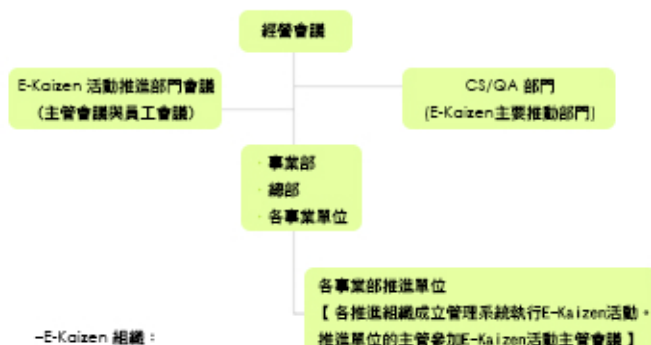 經營會議
E-Kaizen 活動推進部門會議
(主管會議與員工會議)
CS/QA 部門
(E-Kaizen主要推動部門)
· 事業部
· 總部
· 各事業單位
各事業部推進單位
【 各推進組織成立管理系統執行E-Kaizen活動。
推進單位的主管參加E-Kaizen活動主管會議 】
–E-Kaizen 組織：